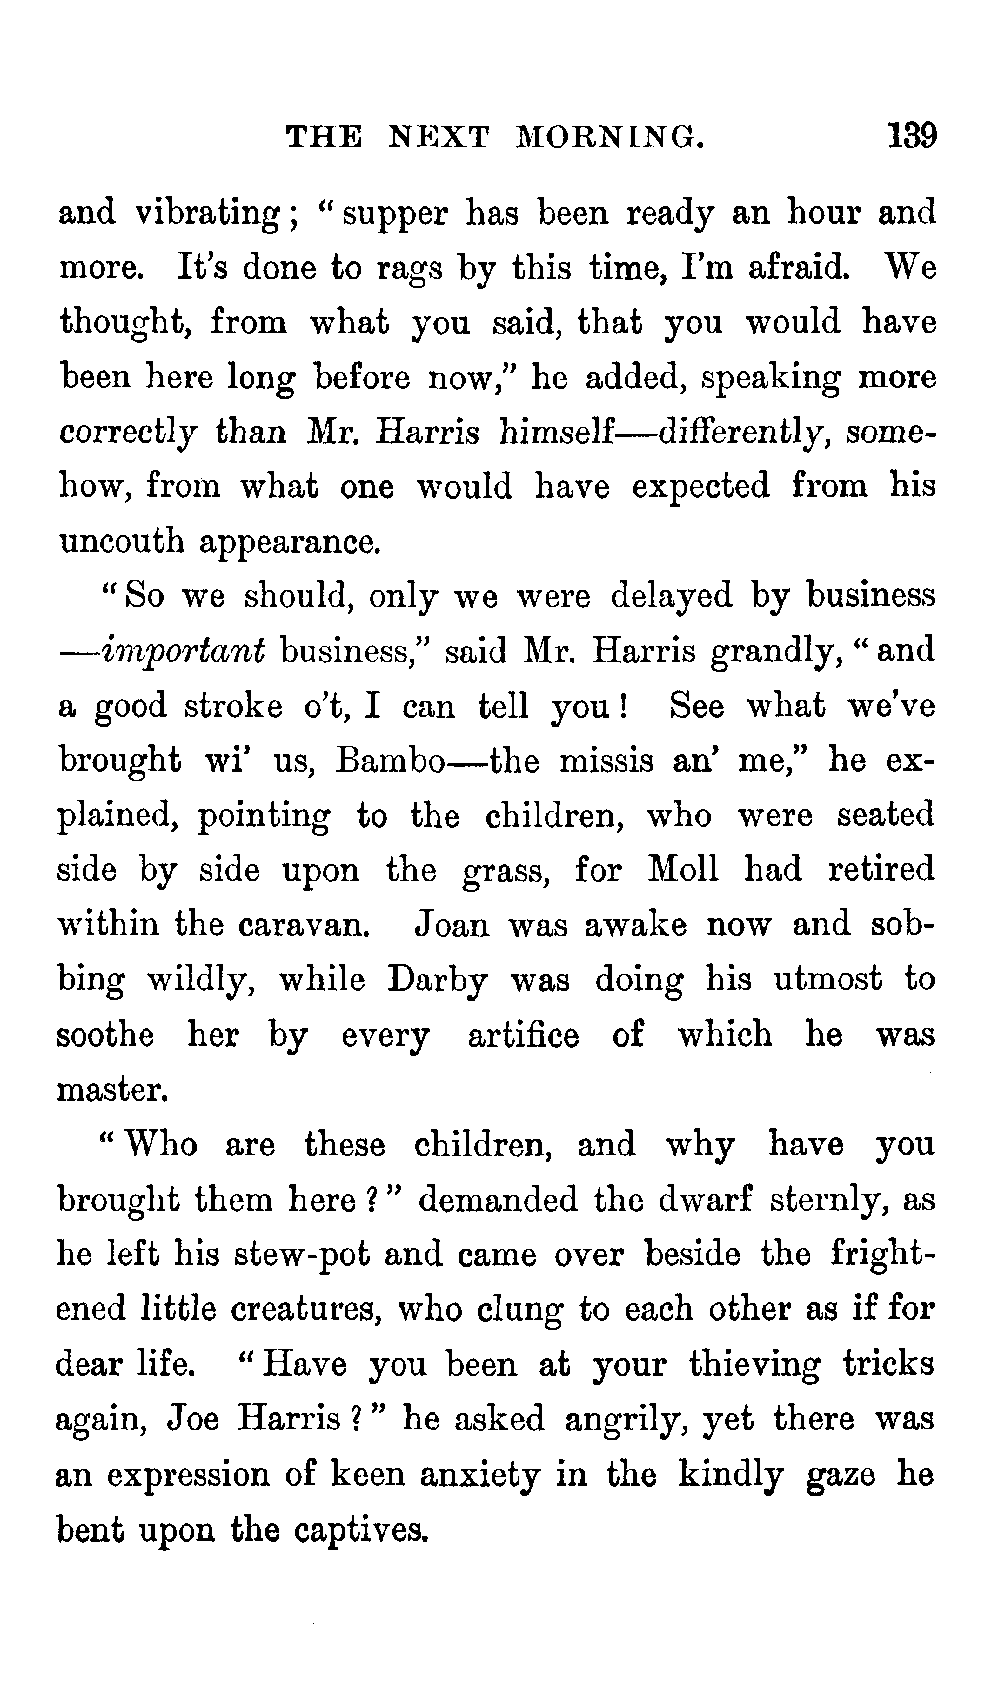 THE NEXT MORNING. 139
and vibrating; "supper has been ready an hour and
more. It's done to rags by this time, I'm afraid. We
thought, from what you said, that you would have
been here long before now," he added, speaking more
correctly than Mr. Harris himself—differently, some-
how, from what one would have expected from his
uncouth appearance.
"So we should, only we were delayed by business
—important business," said Mr. Harris grandly, "and
a good stroke o't, I can tell you! See what we've
brought wi' us, Bambo—the missis an' me," he ex-
plained, pointing to the children, who were seated
side by side upon the grass, for Moll had retired
within the caravan. Joan was awake now and sob-
bing wildly, while Darby was doing his utmost to
soothe her by every artifice of which he was
master.
"Who are these children, and why have you
brought them here?" demanded the dwarf sternly, as
he left his stew-pot and came over beside the fright-
ened little creatures, who clung to each other as if for
dear life. "Have you been at your thieving tricks
again, Joe Harris?" he asked angrily, yet there was
an expression of keen anxiety in the kindly gaze he
bent upon the captives.